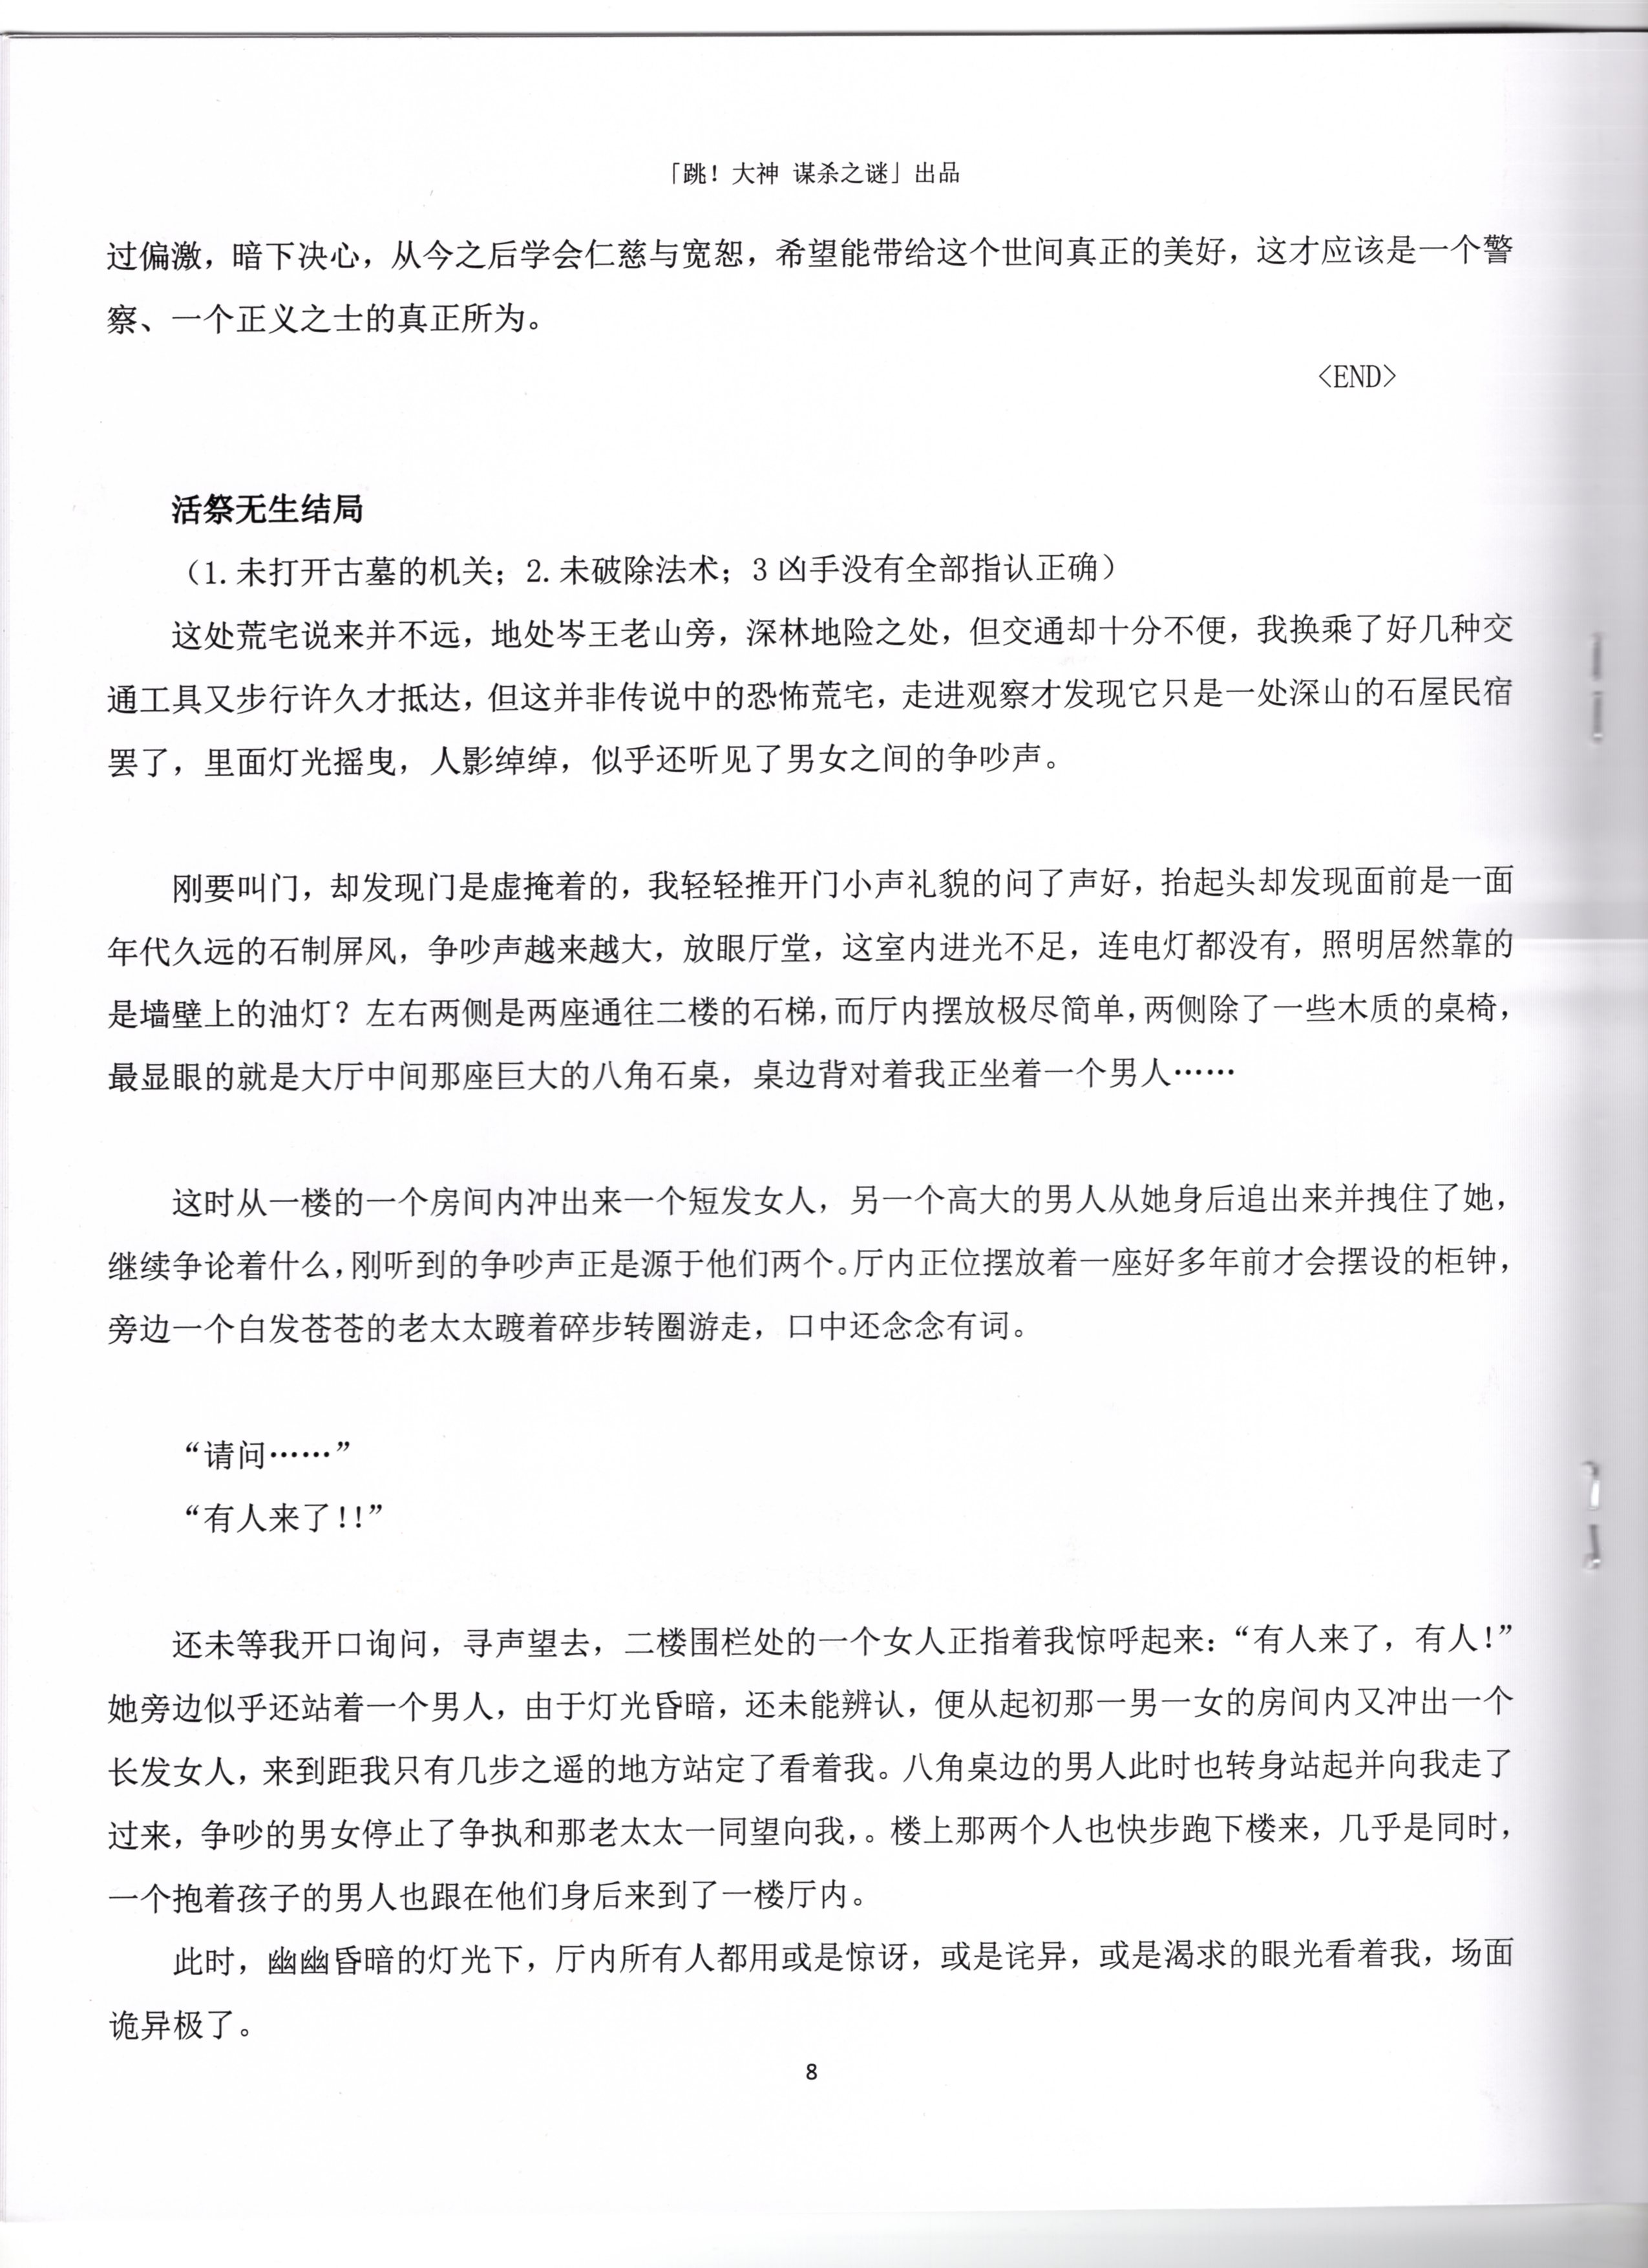 「跳！大神 谋杀之谜」出品
过偏激，暗下决心，从今之后学会仁慈与宽恕，希望能带给这个世间真正的美好，这才应该是一个警
察、一个正义之士的真正所为。
<END>
活祭无生结局
（1.未打开古墓的机关；2.未破除法术；3 凶手没有全部指认正确）
这处荒宅说来并不远，地处岑王老山旁，深林地险之处，但交通却十分不便，我换乘了好几种交
通工具又步行许久才抵达，但这并非传说中的恐怖荒宅，走进观察才发现它只是一处深山的石屋民宿
罢了，里面灯光摇曳，人影绰绰，似乎还听见了男女之间的争吵声。
刚要叫门，却发现门是虚掩着的，我轻轻推开门小声礼貌的问了声好，抬起头却发现面前是一面
年代久远的石制屏风，争吵声越来越大，放眼厅堂，这室内进光不足，连电灯都没有，照明居然靠的
是墙壁上的油灯？左右两侧是两座通往二楼的石梯，而厅内摆放极尽简单，两侧除了一些木质的桌椅，
最显眼的就是大厅中间那座巨大的八角石桌，桌边背对着我正坐着一个男人……
这时从一楼的一个房间内冲出来一个短发女人，另一个高大的男人从她身后追出来并拽住了她，
继续争论着什么，刚听到的争吵声正是源于他们两个。厅内正位摆放着一座好多年前才会摆设的柜钟，
旁边一个白发苍苍的老太太踱着碎步转圈游走，口中还念念有词。
“请问……”
“有人来了！！”
还未等我开口询问，寻声望去，二楼围栏处的一个女人正指着我惊呼起来：“有人来了，有人！”
她旁边似乎还站着一个男人，由于灯光昏暗，还未能辨认，便从起初那一男一女的房间内又冲出一个
长发女人，来到距我只有几步之遥的地方站定了看着我。八角桌边的男人此时也转身站起并向我走了
过来，争吵的男女停止了争执和那老太太一同望向我，。楼上那两个人也快步跑下楼来，几乎是同时，
一个抱着孩子的男人也跟在他们身后来到了一楼厅内。
此时，幽幽昏暗的灯光下，厅内所有人都用或是惊讶，或是诧异，或是渴求的眼光看着我，场面
诡异极了。
8